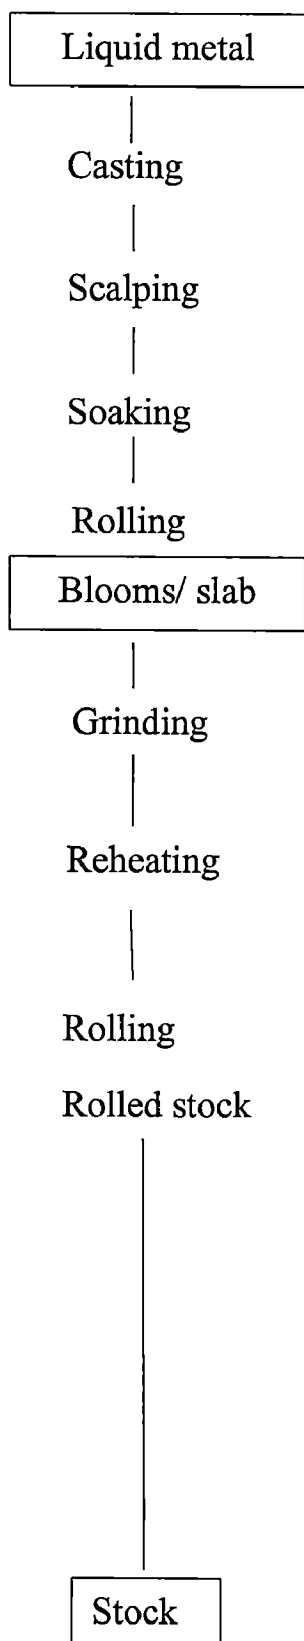 Liquid metal
Casting
Scalping
Soaking
Rolling
Blooms/ slab
Grinding
Reheating
Rolling
Rolled stock
Stock